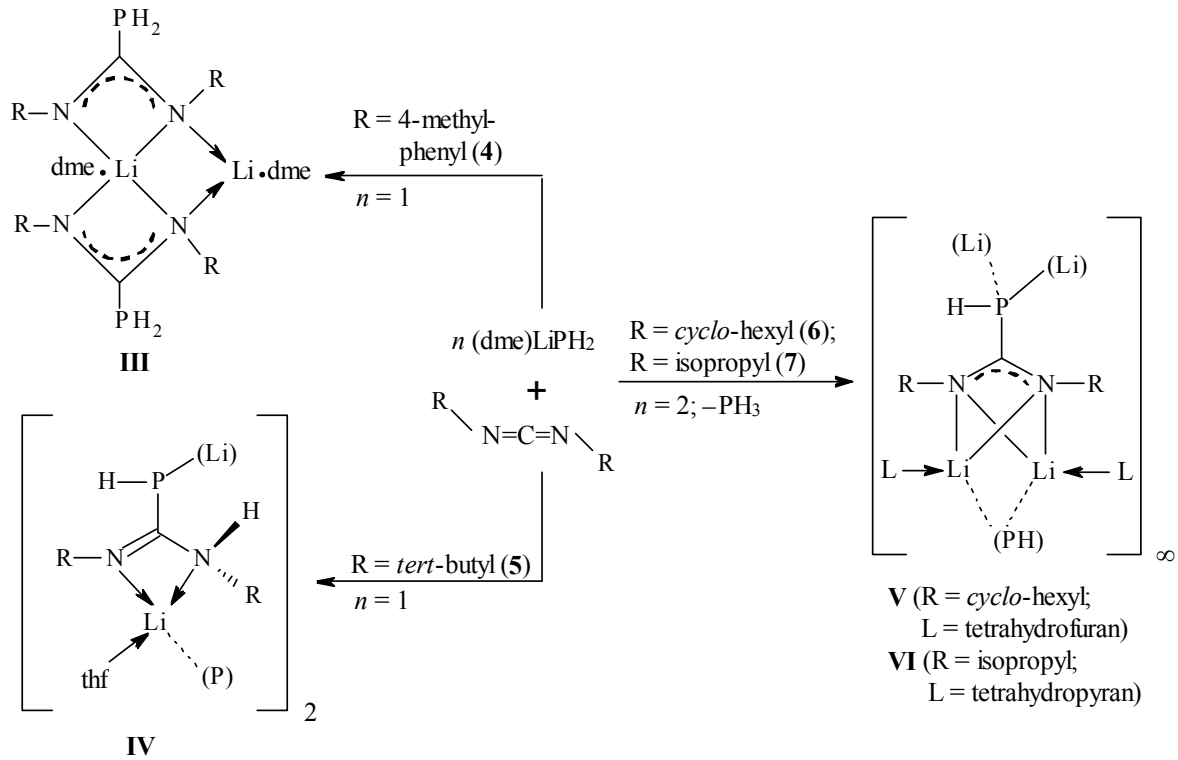 PH2
R–N
N
R
dme•Li
Li•dme
R–N
N
R
PH2
III
R = 4-methyl-
phenyl (4)
n = 1
n (dme)LiPH2
+
R
N=C=N
R
R = cyclo-hexyl (6);
R = isopropyl (7)
n = 2; –PH3
R = tert-butyl (5)
n = 1
(Li)
H–P
H
R–N
N
R
Li
thf
(P)
2
IV
(Li)
(Li)
H–P
R–N
N–R
L
Li
Li
L
(PH)
∞
V (R = cyclo-hexyl;
L = tetrahydrofuran)
VI (R = isopropyl;
L = tetrahydropyran)